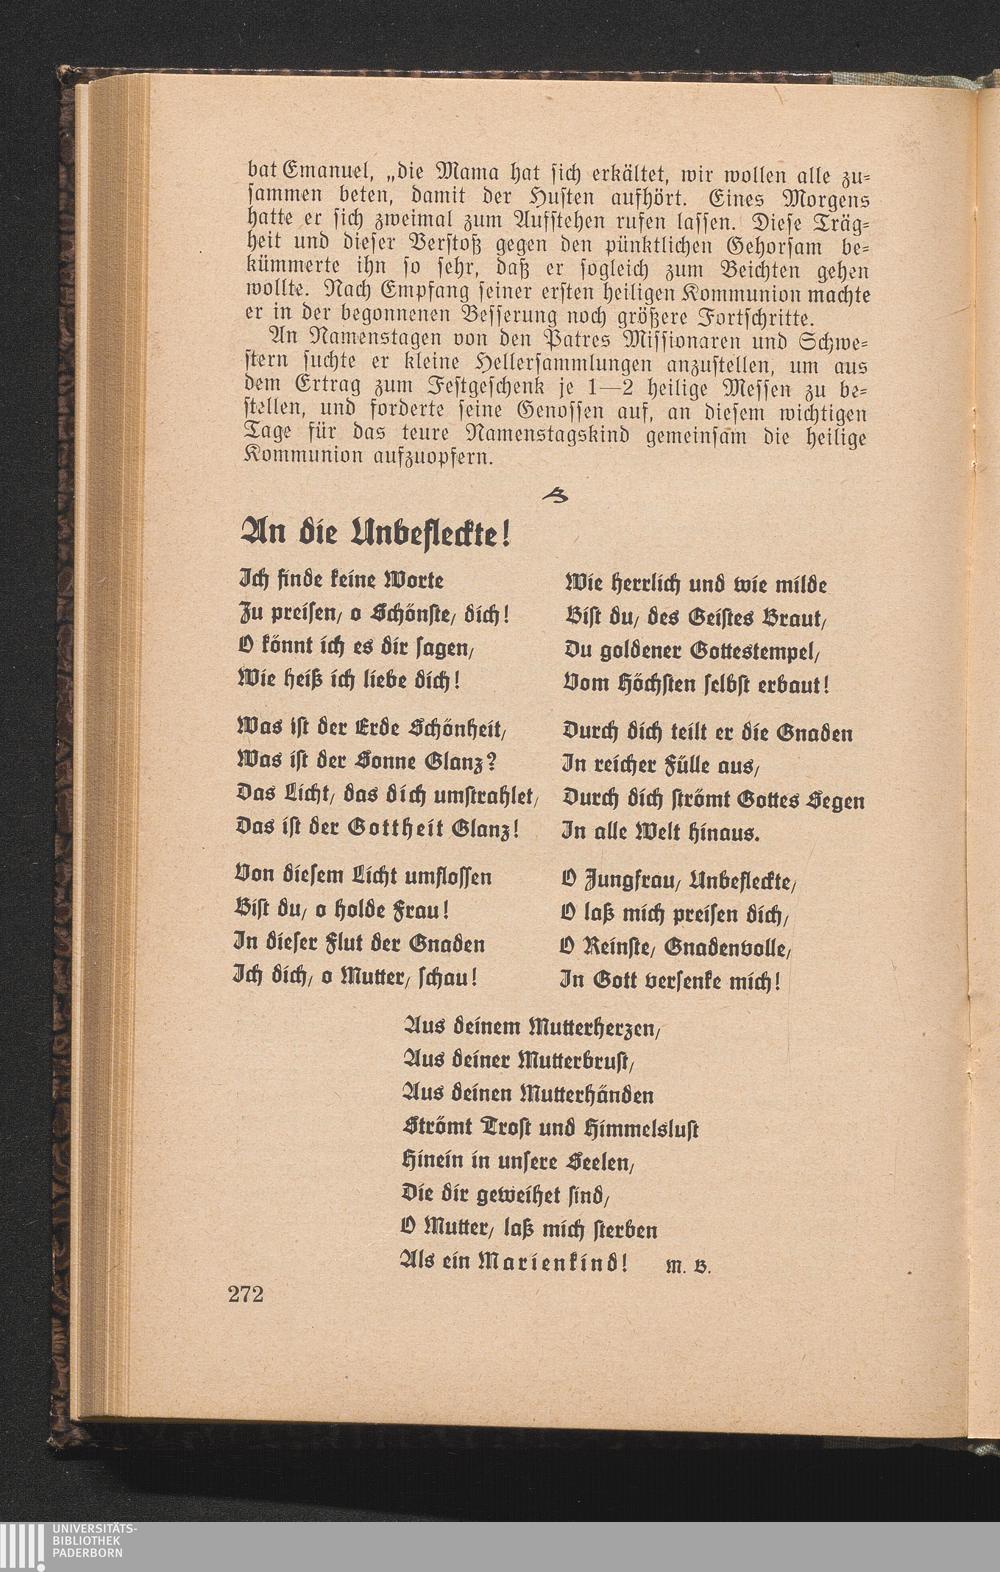 bat Emanuel, „die Mama hat sich erkältet, wir wollen alle zu-
sammen beten, damit der Husten aufhört. Eines Morgens
hatte er sich zweimal zum Aufstehen rufen lassen. Diese Träg-
heit und dieser Verstoß gegen den pünktlichen Gehorsam be-
kümmerte ihn so sehr, daß er sogleich zum Beichten gehen
wollte. Nach Empfang seiner ersten heiligen Kommunion machte
er in der begonnenen Besserung noch größere Fortschritte.
An Namenstagen von den Patres Missionaren und Schwe-
stern suchte er kleine Hellersammlungen anzustellen, um aus
dem Ertrag zum Festgeschenk je 1—2 heilige Messen zu be-
stellen, und forderte seine Genossen auf, an diesem wichtigen
Tage für das teure Namenstagskind gemeinsam die heilige
Kommunion aufzuopfern.
An die Unbefleckte!
Ich finde keine Worte
Zu preisen, o Schönste, dich!
O könnt ich es dir sagen,
Wie heiß ich liebe dich!
Was ist der Erde Schönheit,
Was ist der Sonne Glanz?
Das Licht, das dich umstrahlet,
Das ist der Gottheit Glanz!
Von diesem Licht umflossen
Bist du, o holde Frau!
In dieser Flut der Gnaden
Ich dich, o Mutter, schau!
Wie herrlich und wie milde
Bist du, des Geistes Braut,
Du goldener Gottestempel,
Vom Höchsten selbst erbaut!
Durch dich teilt er die Gnaden
In reicher Fülle aus,
Durch dich strömt Gottes Segen
In alle Welt hinaus.
O Jungfrau, Unbefleckte,
O laß mich preisen dich,
O Reinste, Gnadenvolle,
In Gott versenke mich!
Aus deinem Mutterherzen,
Aus deiner Mutterbrust,
Aus deinen Mutterhänden
Strömt Trost und Himmelslust
Hinein in unsere Seelen,
Die dir geweihet sind,
O Mutter, laß mich sterben
Als ein Marienkind! M. B.
272
UNIVERSITÄTS-
BIBLIOTHEK
PADERBORN